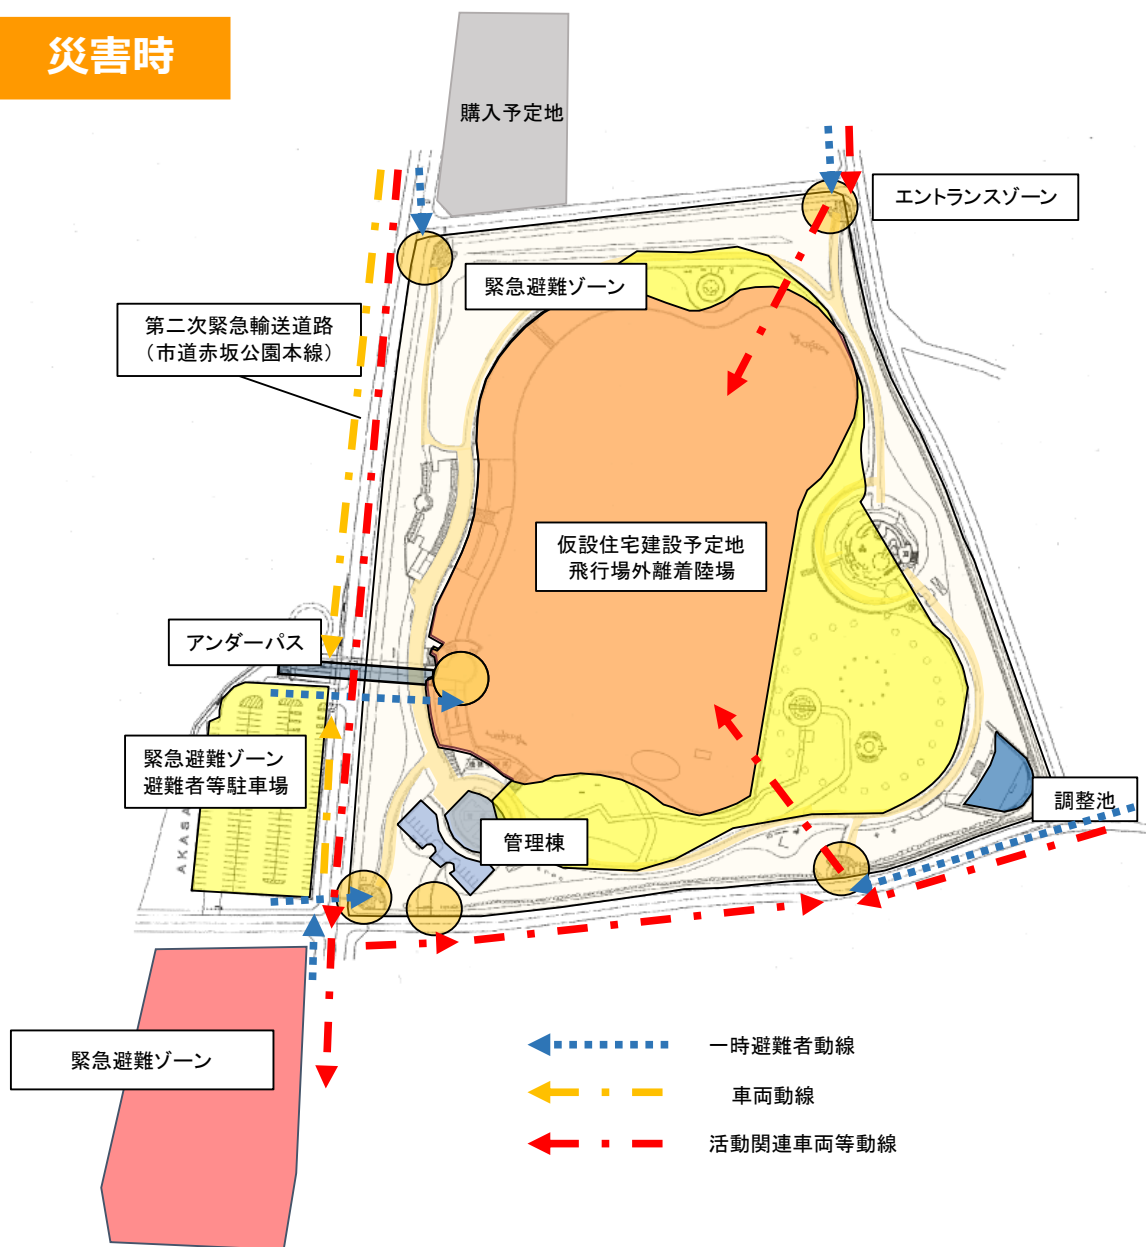 災害時
購入予定地
エントランスゾーン
緊急避難ゾーン
第二次緊急輸送道路
（市道赤坂公園本線）
仮設住宅建設予定地
飛行場外離着陸場
アンダーパス
緊急避難ゾーン
避難者等駐車場
AKASA
調整池
管理棟
緊急避難ゾーン
一時避難者動線
車両動線
活動関連車両等動線